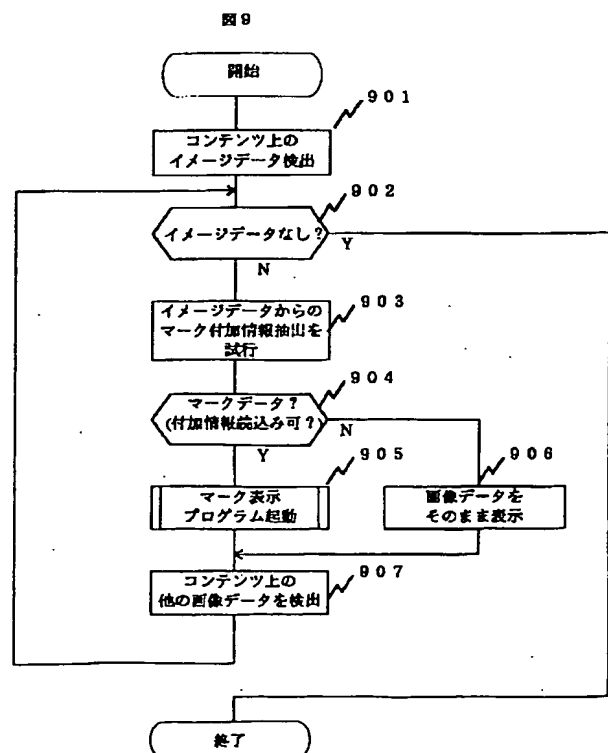 図9
開始
901
コンテンツ上の
イメージデータ検出
902
イメージデータなし?
Y
N
903
イメージデータからの
マーク付加情報抽出を
試行
904
マークデータ?
(付加情報読込み可?)
N
Y
905
マーク表示
プログラム起動
906
画像データを
そのまま表示
907
コンテンツ上の
他の画像データを検出
終了